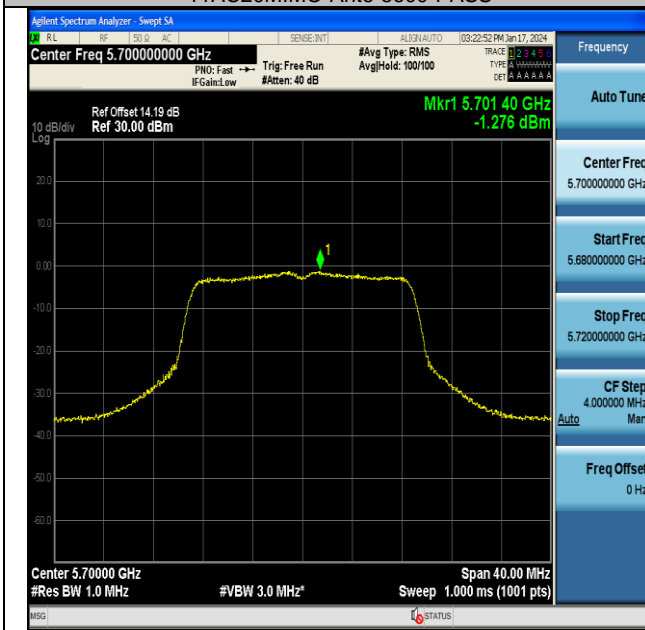 Agilent Spectrum Analyzer - Swept SA
RL RF 50 Ω AC SENSE:INT ALIGN AUTO 03:22:52 PM Jan 17, 2024
Center Freq 5.700000000 GHz
PNO: Fast
IFGain:Low
Trig: Free Run
#Atten: 40 dB
#Avg Type: RMS
Avg|Hold: 100/100
TRACE 1 2 3 4 5 6
TYPE A
DET A A A A A A
Mkr1 5.701 40 GHz
-1.276 dBm
Ref Offset 14.19 dB
10 dB/div Ref 30.00 dBm
Log
20.0
10.0
0.00
-10.0
-20.0
-30.0
-40.0
-50.0
-60.0
1
Center 5.70000 GHz Span 40.00 MHz
#Res BW 1.0 MHz #VBW 3.0 MHz* Sweep 1.000 ms (1001 pts)
MSG STATUS
Frequency
Auto Tune
Center Freq
5.700000000 GHz
Start Freq
5.680000000 GHz
Stop Freq
5.720000000 GHz
CF Step
4.000000 MHz
Auto Man
Freq Offset
0 Hz